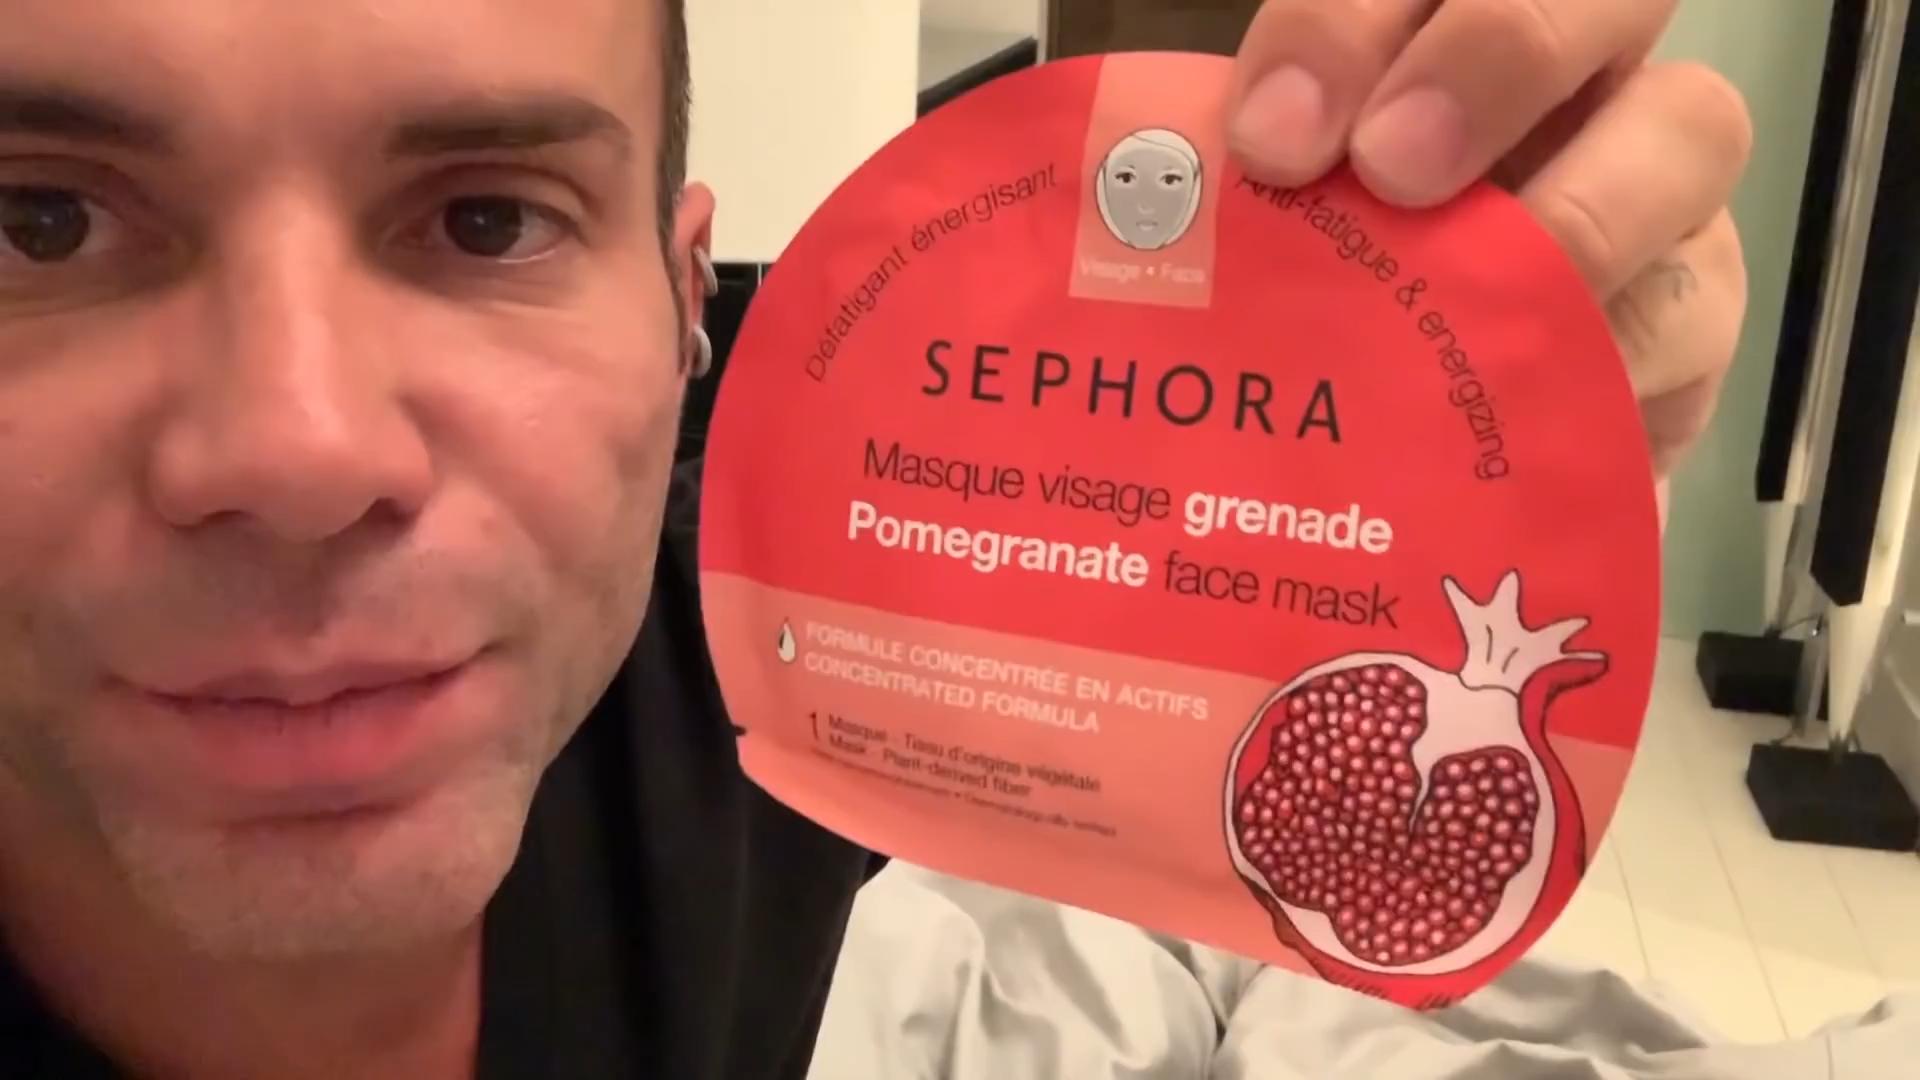 Défatigant énergisant
Anti-fatigue & energizing
Visage • Face
SEPHORA
Masque visage grenade
Pomegranate face mask
FORMULE CONCENTRÉE EN ACTIFS
CONCENTRATED FORMULA
1 Masque - Tissu d'origine végétale
Mask - Plant-derived fiber